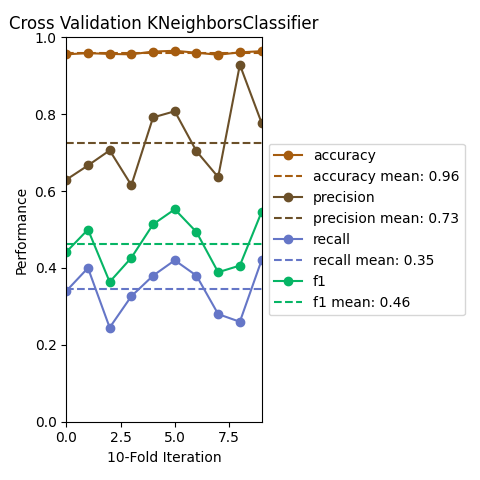 Cross Validation KNeighborsClassifier
1.0
0.8
0.6
0.4
0.2
0.0
Performance
0.0 2.5 5.0 7.5
10-Fold Iteration
accuracy
accuracy mean: 0.96
precision
precision mean: 0.73
recall
recall mean: 0.35
f1
f1 mean: 0.46